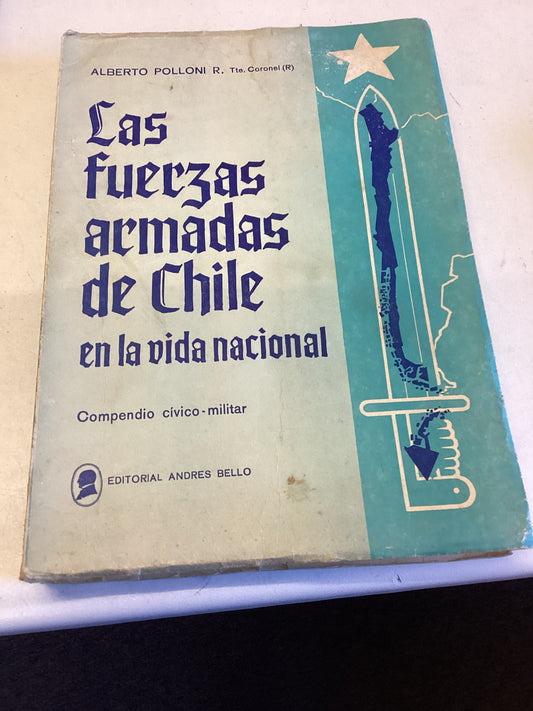 ALBERTO POLLONI R. Tte. Coronel (R)
Las
fuerzas
armadas
de Chile
en la vida nacional
Compendio cívico-militar
EDITORIAL ANDRES BELLO